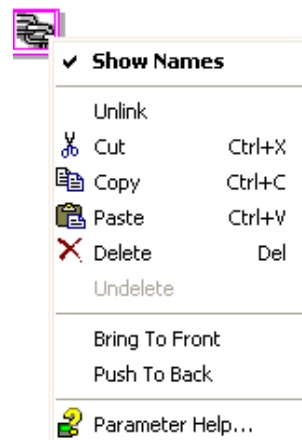 Show Names
Unlink
Cut Ctrl+X
Copy Ctrl+C
Paste Ctrl+V
Delete Del
Undelete
Bring To Front
Push To Back
Parameter Help...